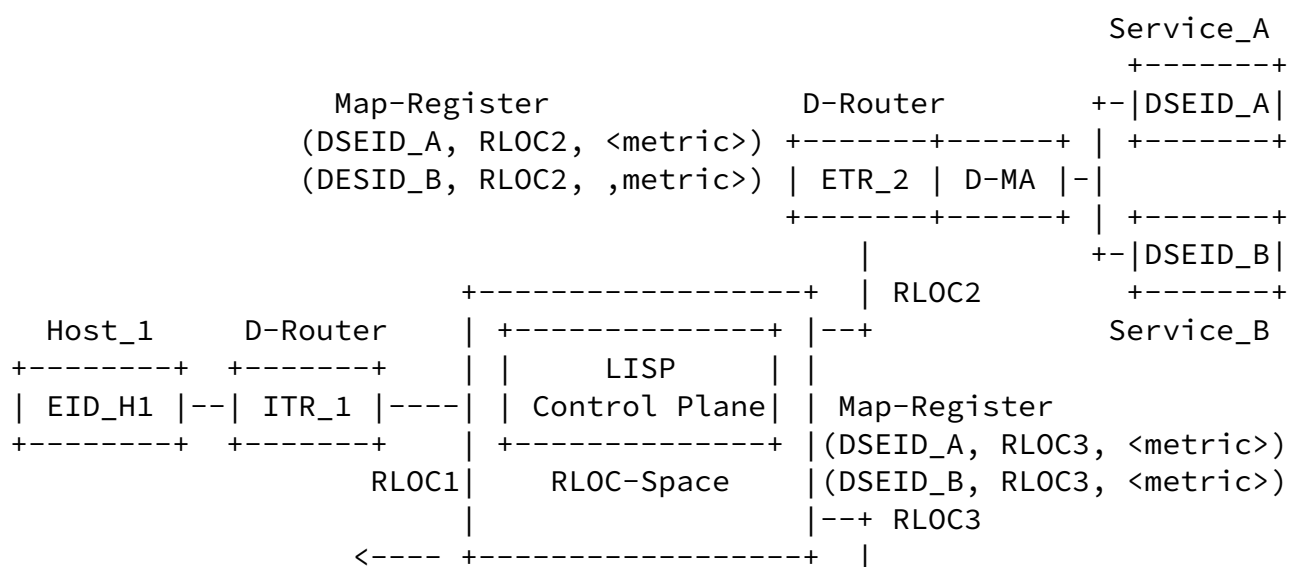 Service_A
+-------+
Map-Register D-Router +-|DSEID_A|
(DSEID_A, RLOC2, <metric>) +-------+------+ | +-------+
(DESID_B, RLOC2, ,metric>) | ETR_2 | D-MA |-|
+-------+------+ | +-------+
| +-|DSEID_B|
+------------------+ | RLOC2 +-------+
Host_1 D-Router | +--------------+ |--+ Service_B
+--------+ +-------+ | | LISP | |
| EID_H1 |--| ITR_1 |----| | Control Plane| | Map-Register
+--------+ +-------+ | +--------------+ |(DSEID_A, RLOC3, <metric>)
RLOC1| RLOC-Space |(DSEID_B, RLOC3, <metric>)
| |--+ RLOC3
<---- +------------------+ |